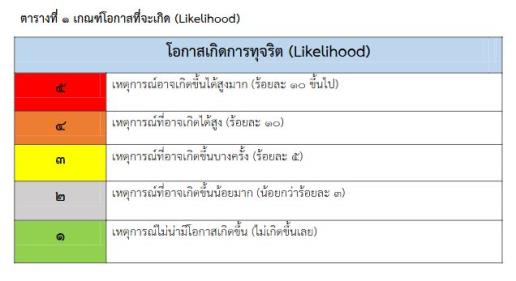 ตารางที่ ๑ เกณฑ์โอกาสที่จะเกิด (Likelihood)
โอกาสเกิดการทุจริต (Likelihood)
๕ เหตุการณ์อาจเกิดขึ้นได้สูงมาก (ร้อยละ ๑๐ ขึ้นไป)
๔ เหตุการณ์ที่อาจเกิดได้สูง (ร้อยละ ๑๐)
๓ เหตุการณ์ที่อาจเกิดขึ้นบางครั้ง (ร้อยละ ๕)
๒ เหตุการณ์ที่อาจเกิดขึ้นน้อยมาก (น้อยกว่าร้อยละ ๓)
๑ เหตุการณ์ไม่น่ามีโอกาสเกิดขึ้น (ไม่เกิดขึ้นเลย)